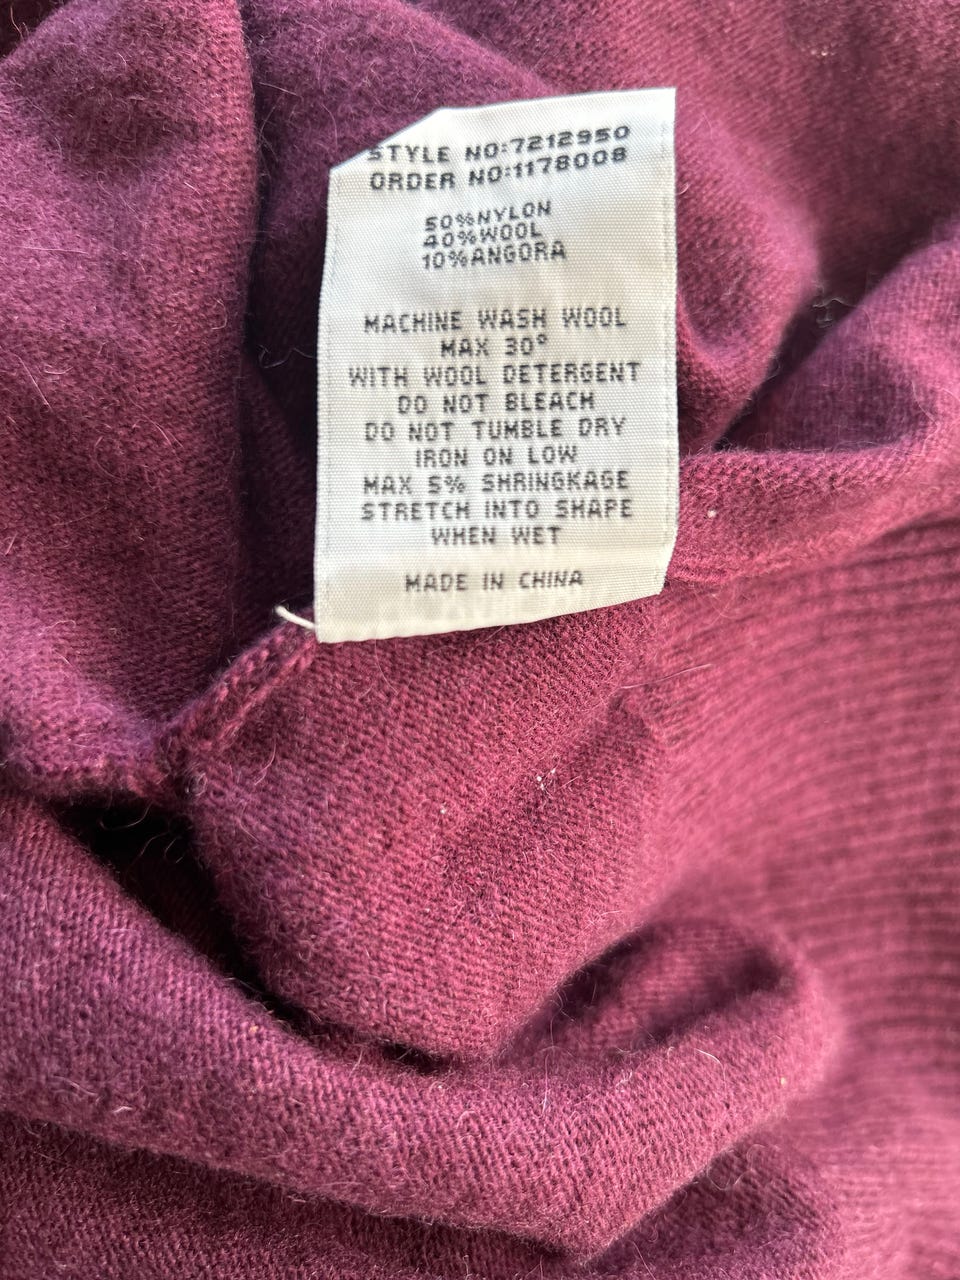 STYLE NO:7212950
ORDER NO:1178008
50%NYLON
40%WOOL
10%ANGORA
MACHINE WASH WOOL
MAX 30°
WITH WOOL DETERGENT
DO NOT BLEACH
DO NOT TUMBLE DRY
IRON ON LOW
MAX 5% SHRINGKAGE
STRETCH INTO SHAPE
WHEN WET
MADE IN CHINA